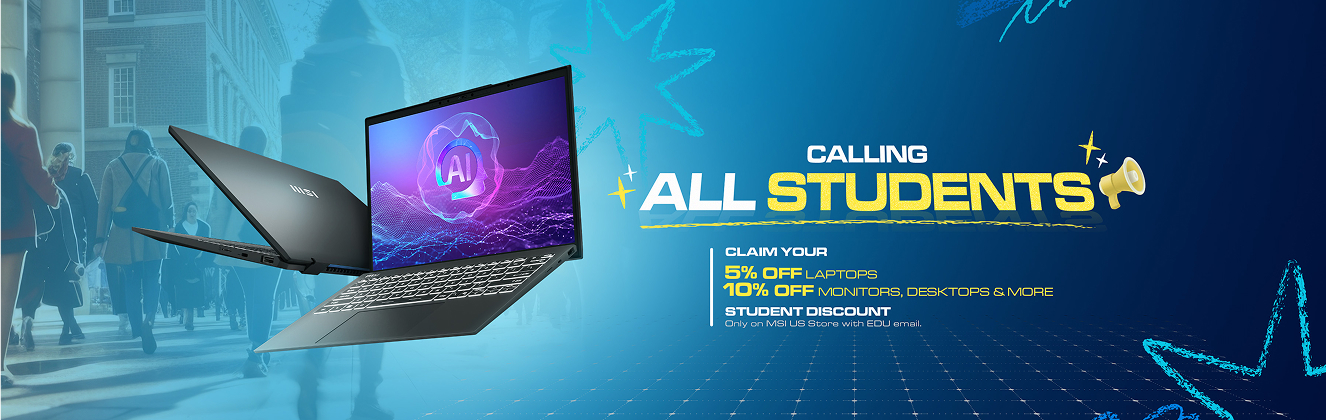 msi
AI
CALLING
ALL STUDENTS
CLAIM YOUR
5% OFF LAPTOPS
10% OFF MONITORS, DESKTOPS & MORE
STUDENT DISCOUNT
Only on MSI US Store with EDU email.